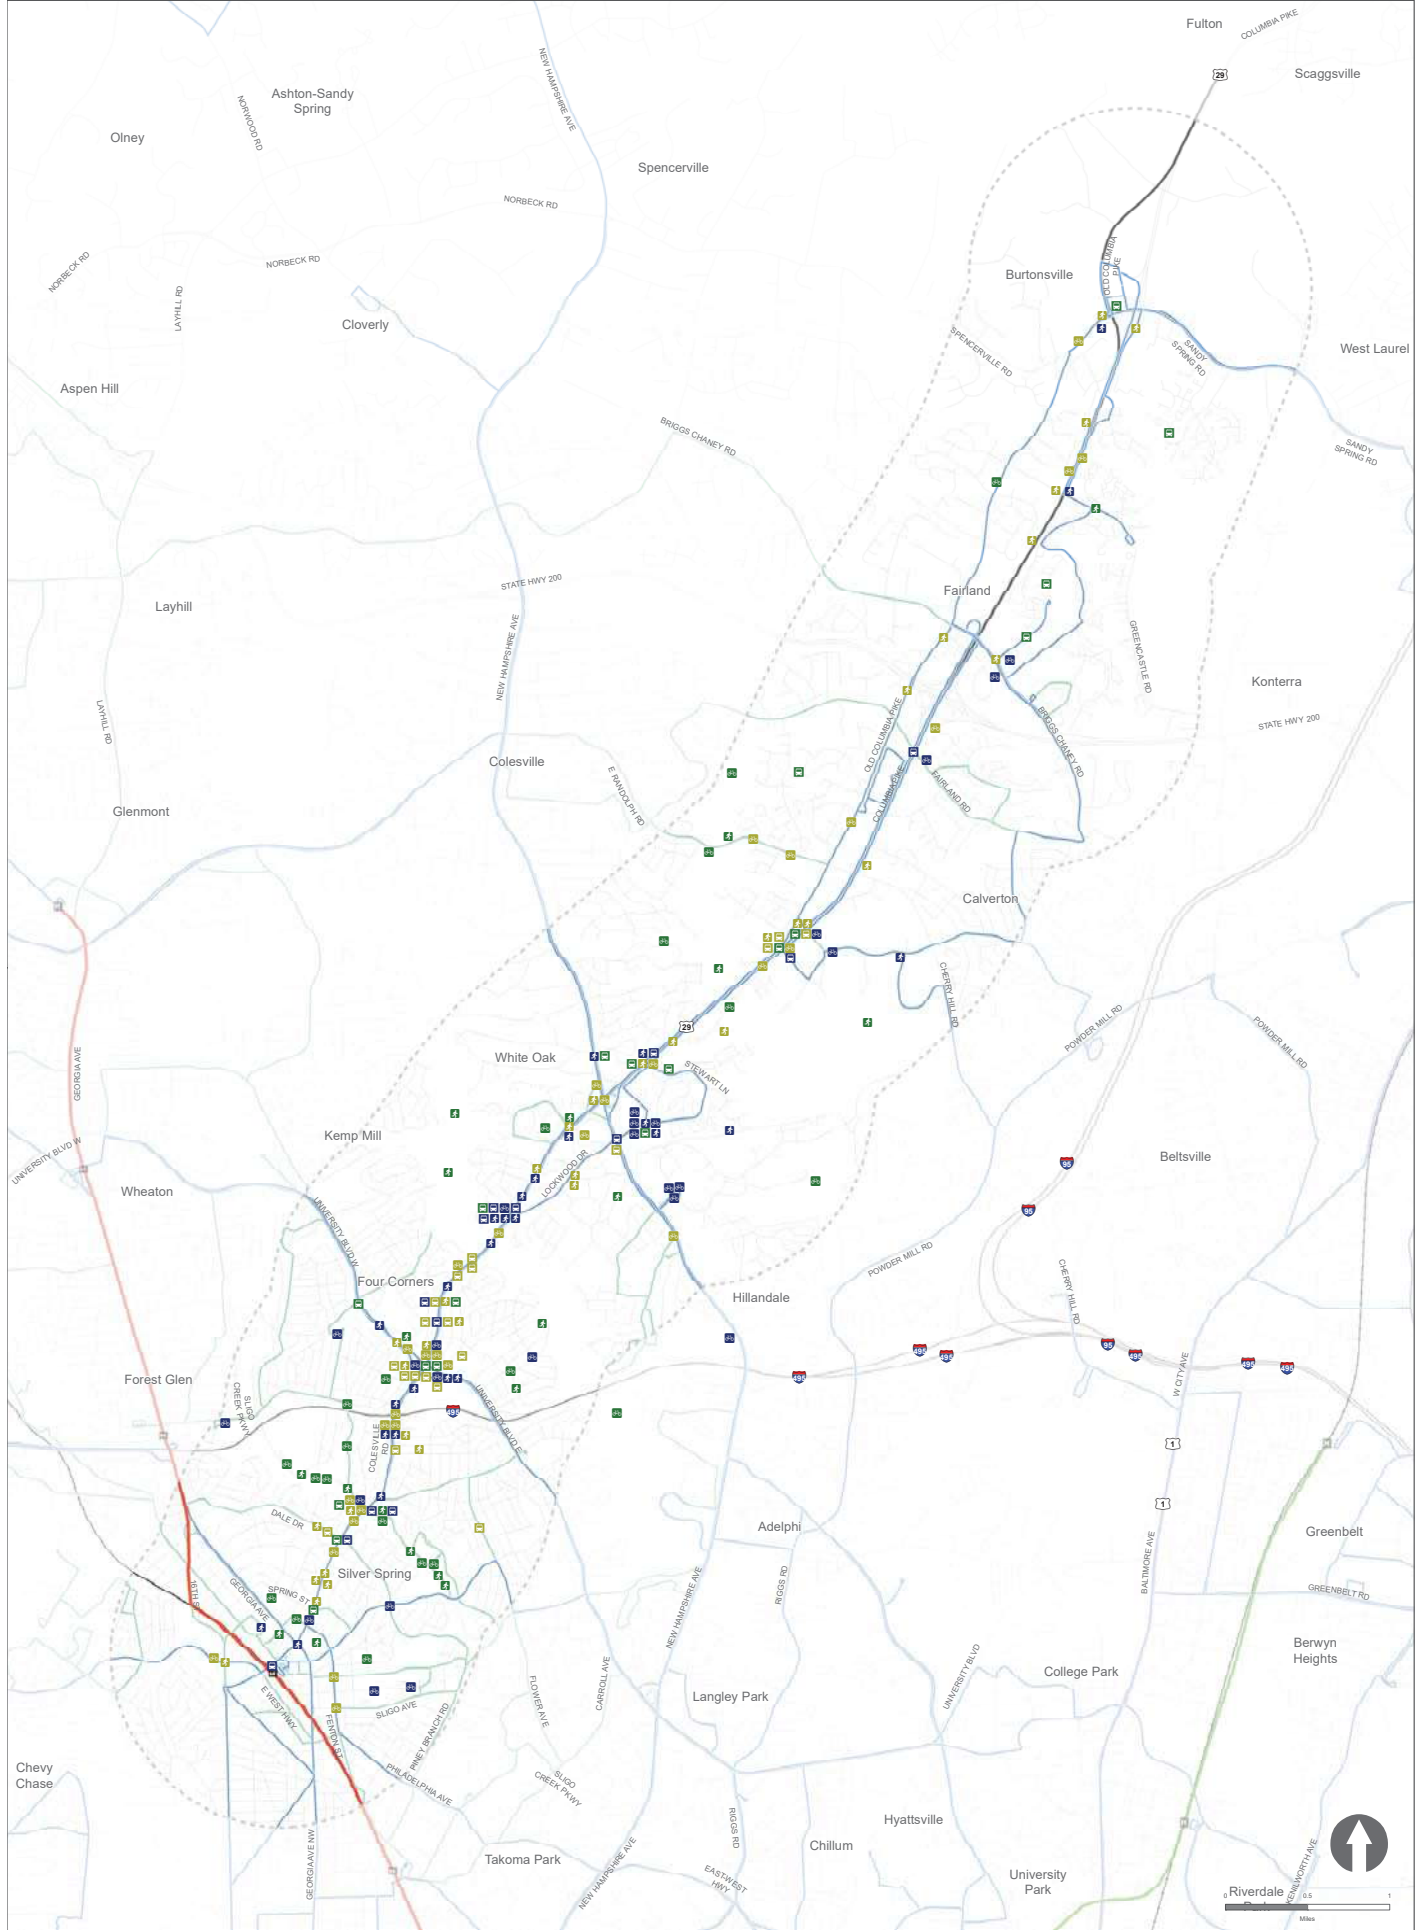 Fulton
COLUMBIA PIKE
29
Scaggsville
Ashton-Sandy
Spring
NEW HAMPSHIRE AVE
NORWOOD RD
Olney
Spencerville
NORBECK RD
NORBECK RD
NORBECK RD
LAYHILL RD
OLD COLUMBIA
PIKE
Burtonsville
Cloverly
SPENCERVILLE RD
SANDY
SPRING RD
West Laurel
Aspen Hill
BRIGGS CHANEY RD
SANDY
SPRING RD
STATE HWY 200
Fairland
Layhill
NEW HAMPSHIRE AVE
GREENCASTLE RD
Konterra
LAYHILL RD
STATE HWY 200
OLD COLUMBIA PIKE
BRIGGS CHANEY RD
Colesville
E RANDOLPH RD
COLUMBIA PIKE
FAIRLAND RD
Glenmont
Calverton
CHERRY HILL RD
29
POWDER MILL RD
POWDER MILL RD
GEORGIA AVE
White Oak
STEWART LN
Kemp Mill
UNIVERSITY BLVD W
LOCKWOOD DR
95
Beltsville
Wheaton
UNIVERSITY BLVD W
95
POWDER MILL RD
CHERRY HILL RD
Four Corners
Hillandale
495
495
95
495
495
495
495
W CITY AVE
Forest Glen
SLIGO
CREEK PKWY
UNIVERSITY BLVD E
495
COLESVILLE
RD
1
1
DALE DR
Adelphi
Greenbelt
BALTIMORE AVE
Silver Spring
16TH S
GEORGIA AVE
SPRING ST
NEW HAMPSHIRE AVE
RIGGS RD
GREENBELT RD
Berwyn
Heights
E WEST HWY
SLIGO AVE
FLOWER AVE
CARROLL AVE
UNIVERSITY BLVD
College Park
Langley Park
FENTON ST
PINEY BRANCH RD
Chevy
Chase
PHILADELPHIA AVE
SLIGO
CREEK PKWY
RIGGS RD
Hyattsville
Chillum
GEORGIA AVE NW
Takoma Park
NEW HAMPSHIRE AVE
EAST-WEST
HWY
University
Park
KENILWORTH AVE
Riverdale
0 0.5 1
Miles